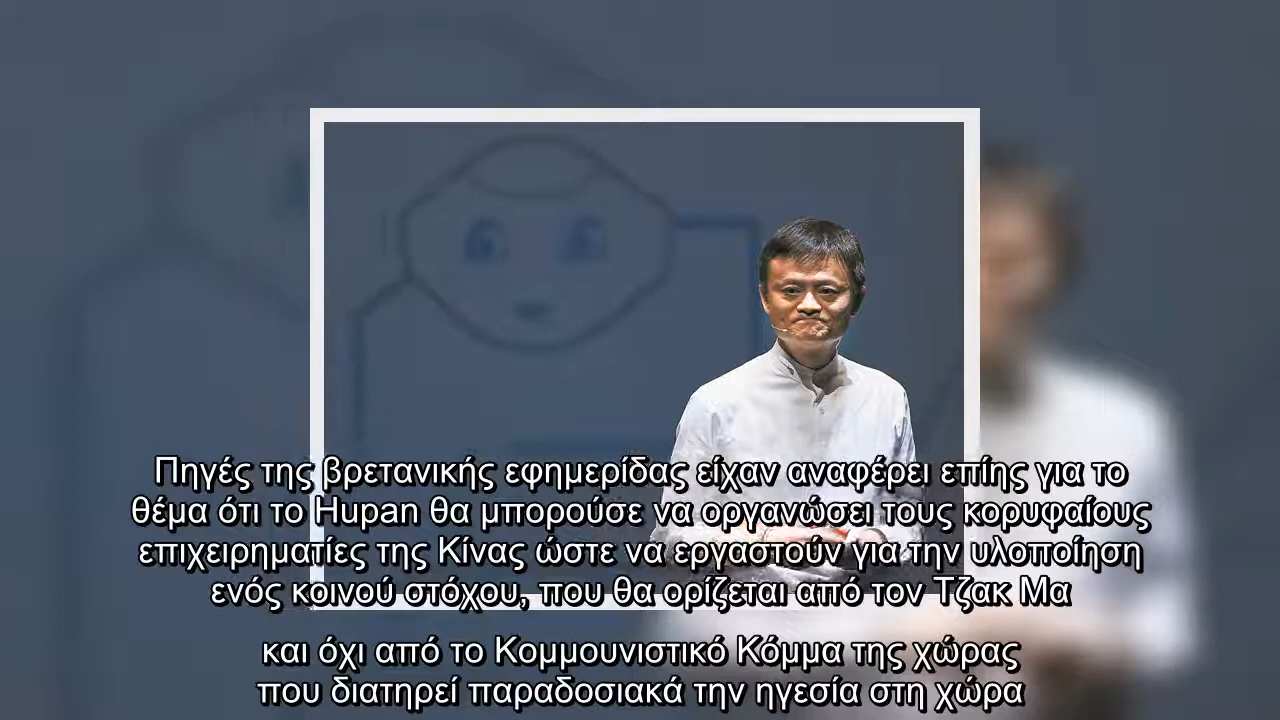 Πηγές της βρετανικής εφημερίδας είχαν αναφέρει επίης για το
θέμα ότι το Hupan θα μπορούσε να οργανώσει τους κορυφαίους
επιχειρηματίες της Κίνας ώστε να εργαστούν για την υλοποίηση
ενός κοινού στόχου, που θα ορίζεται από τον Τζακ Μα
και όχι από το Κομμουνιστικό Κόμμα της χώρας
που διατηρεί παραδοσιακά την ηγεσία στη χώρα